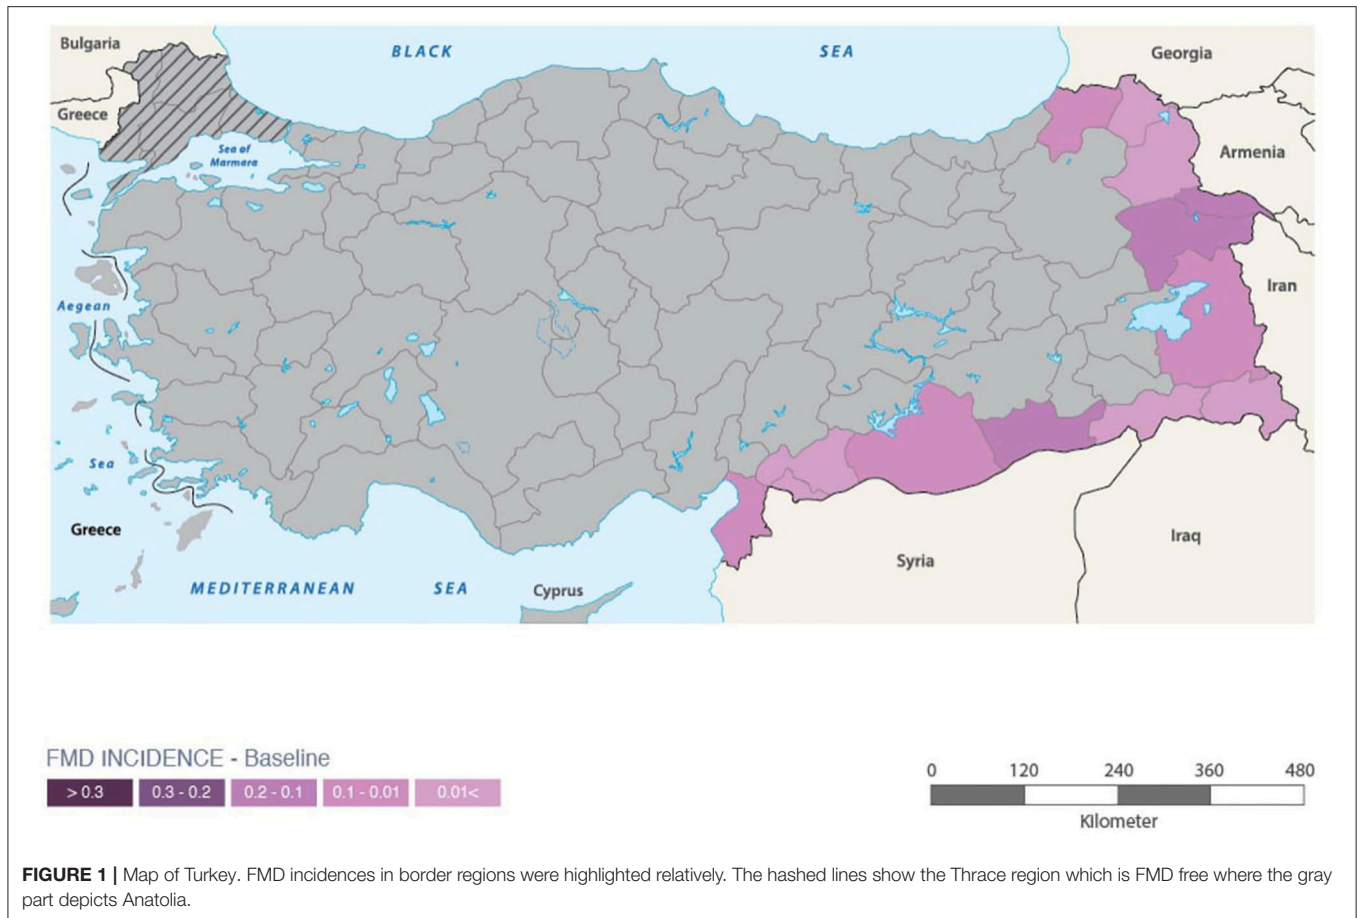 Bulgaria
BLACK SEA
Georgia
Greece
Sea of
Marmara
Armenia
Iran
Aegean
Sea
Greece
Syria
Iraq
MEDITERRANEAN SEA
Cyprus
FMD INCIDENCE - Baseline
> 0.3
0.3 - 0.2
0.2 - 0.1
0.1 - 0.01
0.01<
0 120 240 360 480
Kilometer
FIGURE 1 | Map of Turkey. FMD incidences in border regions were highlighted relatively. The hashed lines show the Thrace region which is FMD free where the gray
part depicts Anatolia.